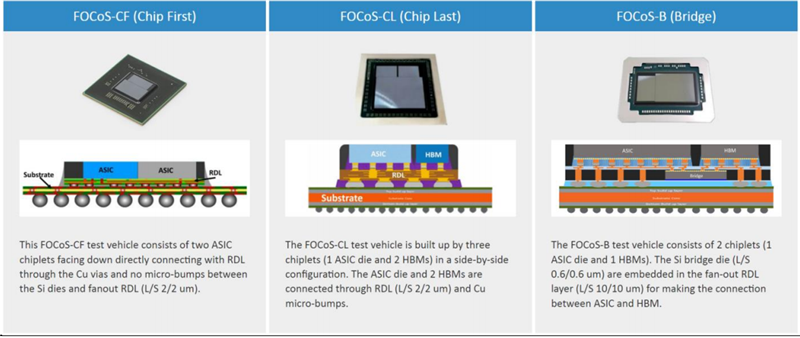 FOCoS-CF (Chip First)
Substrate
ASIC
ASIC
RDL
This FOCoS-CF test vehicle consists of two ASIC
chiplets facing down directly connecting with RDL
through the Cu vias and no micro-bumps between
the Si dies and fanout RDL (L/S 2/2 um).
FOCoS-CL (Chip Last)
ASIC
HBM
RDL
Substrate
The FOCoS-CL test vehicle is built up by three
chiplets (1 ASIC die and 2 HBMs) in a side-by-side
configuration. The ASIC die and 2 HBMs are
connected through RDL (L/S 2/2 um) and Cu
micro-bumps.
FOCoS-B (Bridge)
ASIC
HBM
Bridge
The FOCoS-B test vehicle consists of 2 chiplets (1
ASIC die and 1 HBMs). The Si bridge die (L/S
0.6/0.6 um) are embedded in the fan-out RDL
layer (L/S 10/10 um) for making the connection
between ASIC and HBM.